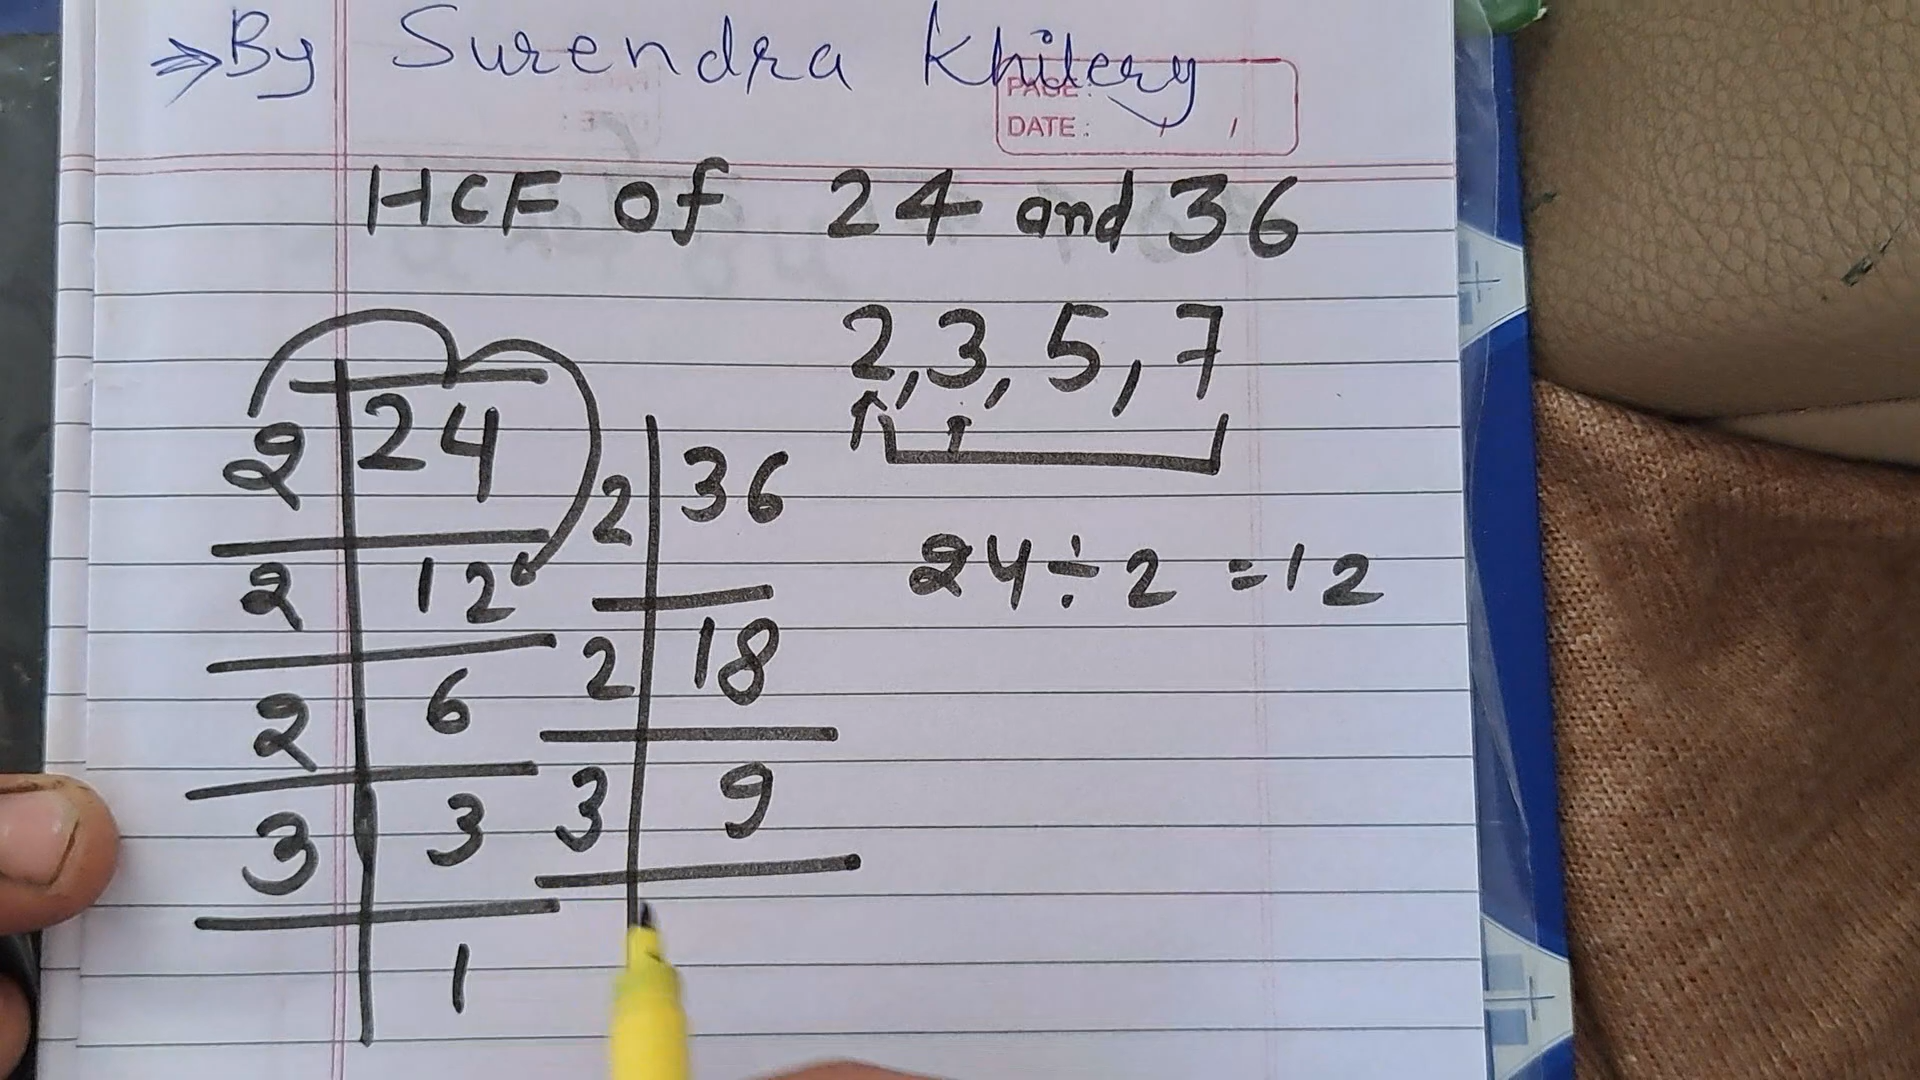 ⇒By Surendra Khilery
PAGE :
DATE : / /
HCF of 24 and 36
2, 3, 5, 7
2 24
2 12
2 6
3 3
1
2 36
2 18
3 9
24 ÷ 2 = 12